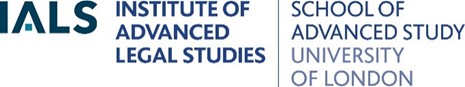 IALS
INSTITUTE OF
ADVANCED
LEGAL STUDIES
SCHOOL OF
ADVANCED STUDY
UNIVERSITY
OF LONDON